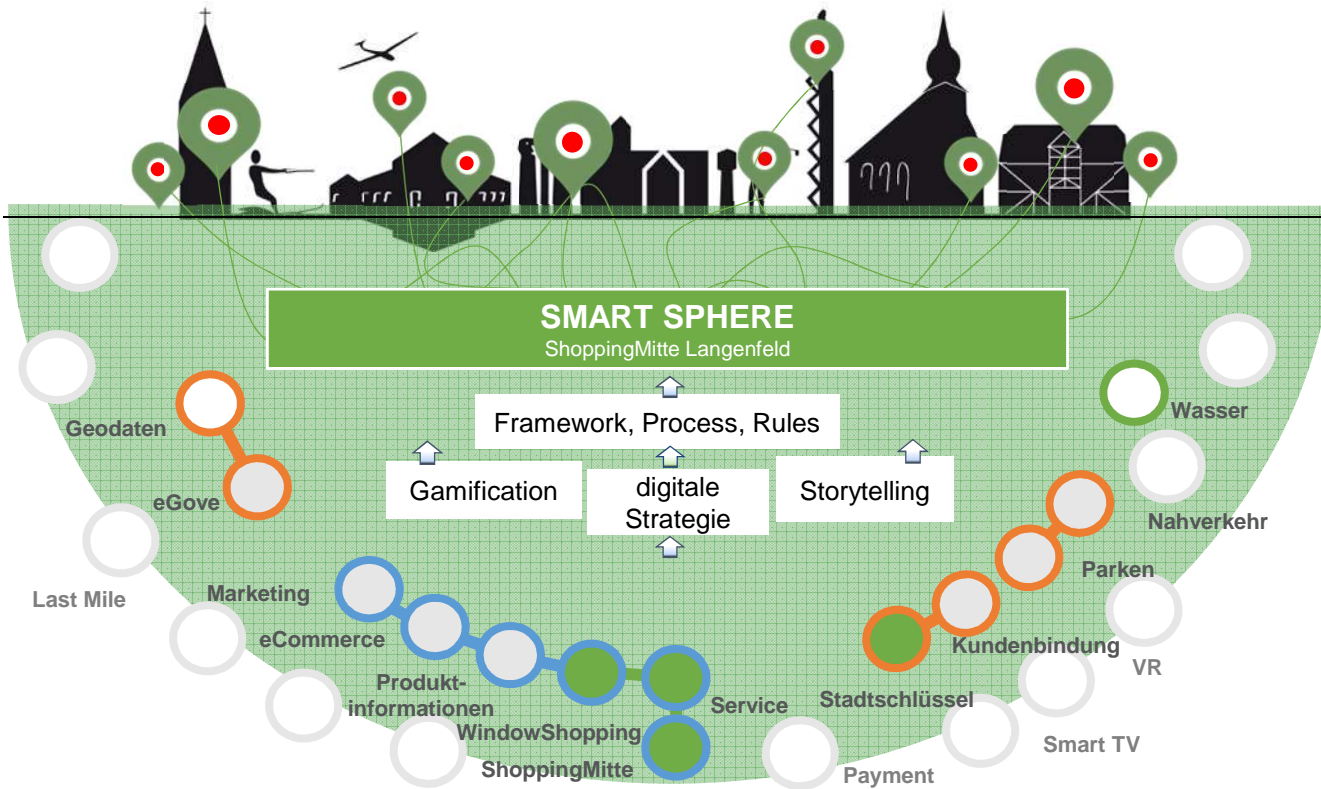 SMART SPHERE
ShoppingMitte Langenfeld
Framework, Process, Rules
Gamification
digitale
Strategie
Storytelling
Geodaten
eGove
Last Mile
Marketing
eCommerce
Produkt-
informationen
WindowShopping
ShoppingMitte
Service
Wasser
Nahverkehr
Parken
Kundenbindung
Stadtschlüssel
VR
Smart TV
Payment